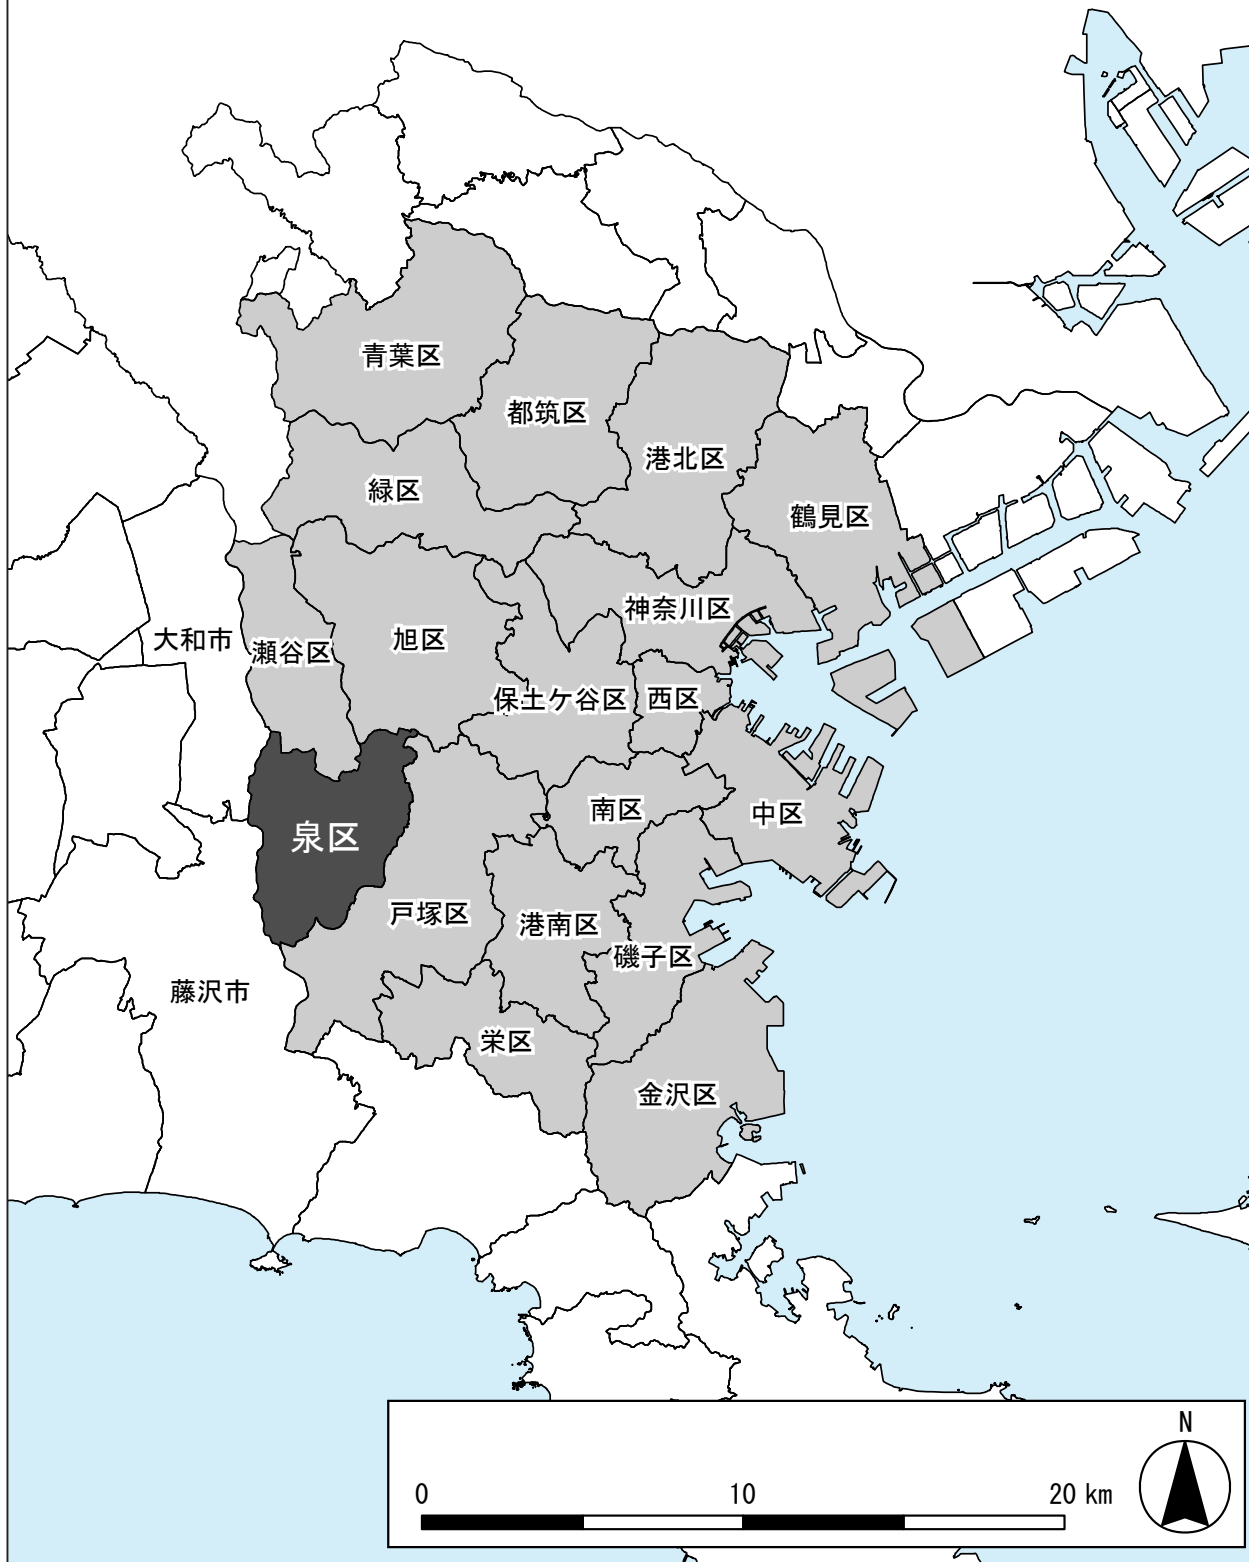 青葉区
都筑区
港北区
緑区
鶴見区
神奈川区
大和市
瀬谷区
旭区
保土ケ谷区
西区
南区
中区
泉区
戸塚区
港南区
磯子区
藤沢市
栄区
金沢区
N
0 10 20 km